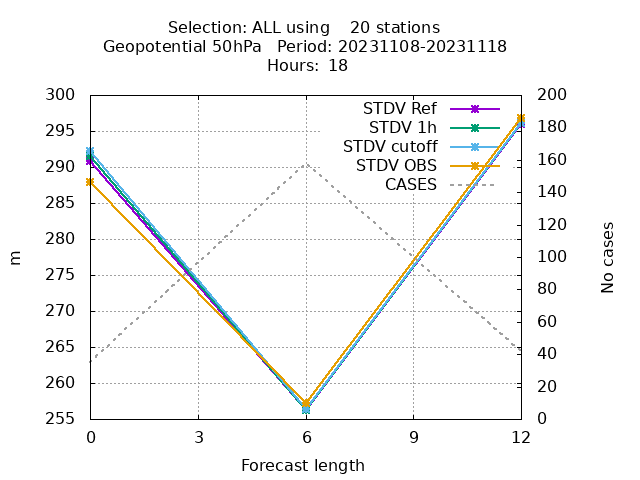 Selection: ALL using    20 stations
Geopotential 50hPa   Period: 20231108-20231118
Hours:  18
300
295
290
285
280
275
270
265
260
255
m
STDV Ref
STDV 1h
STDV cutoff
STDV OBS
CASES
200
180
160
140
120
100
80
60
40
20
0
No cases
0 3 6 9 12
Forecast length